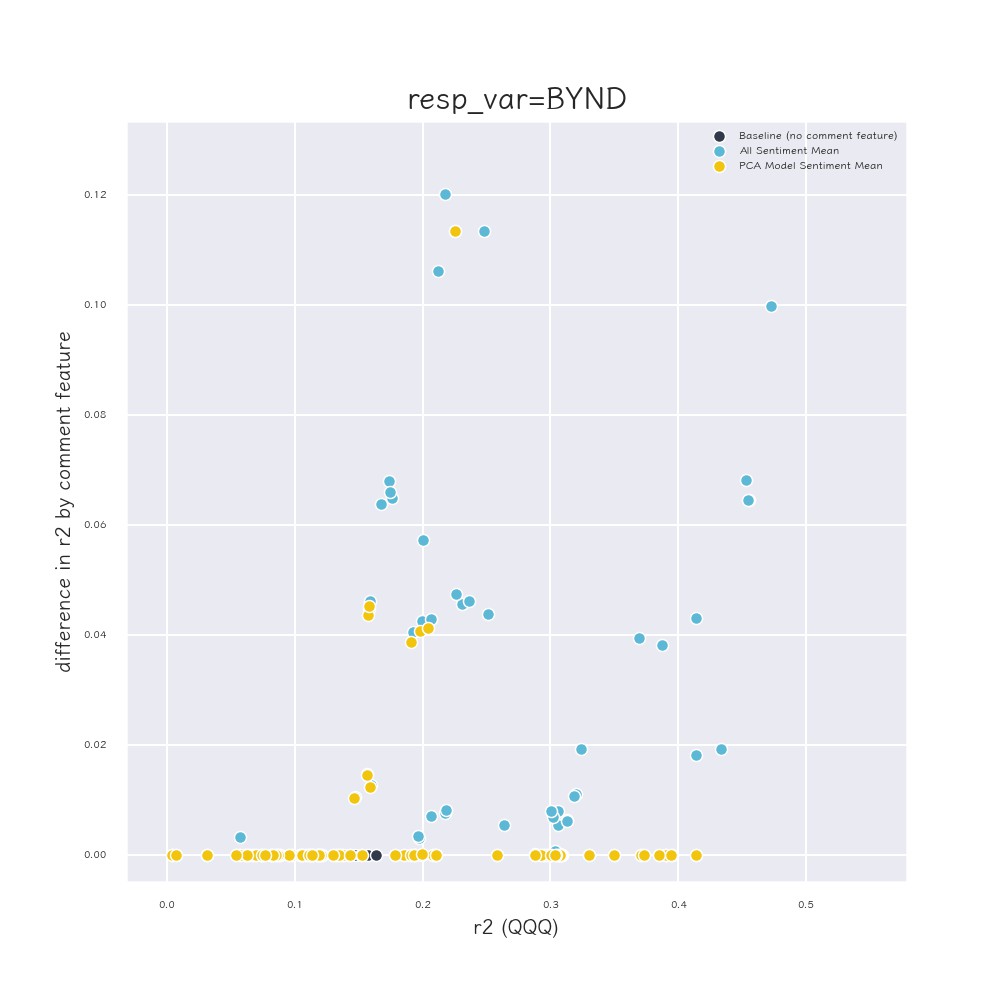 resp_var=BYND
Baseline (no comment feature)
All Sentiment Mean
PCA Model Sentiment Mean
0.12
0.10
0.08
0.06
0.04
0.02
0.00
difference in r2 by comment feature
0.0 0.1 0.2 0.3 0.4 0.5
r2 (QQQ)